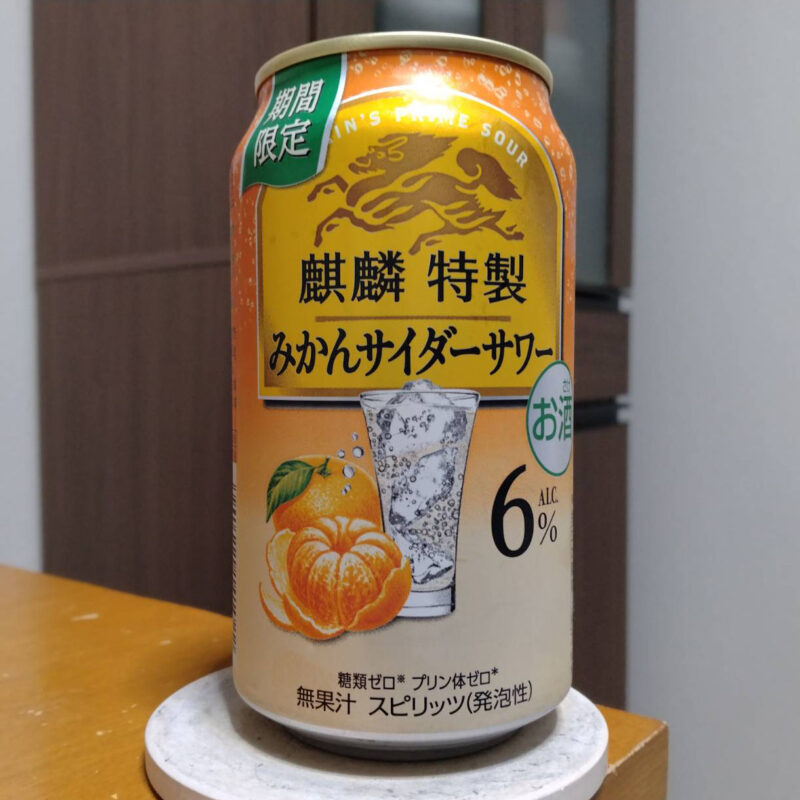 期間
限定
PRIME SOUR
麒麟 特製
みかんサイダーサワー
さけ
お酒
6
ALC.
%
糖類ゼロ※ プリン体ゼロ*
無果汁 スピリッツ(発泡性)